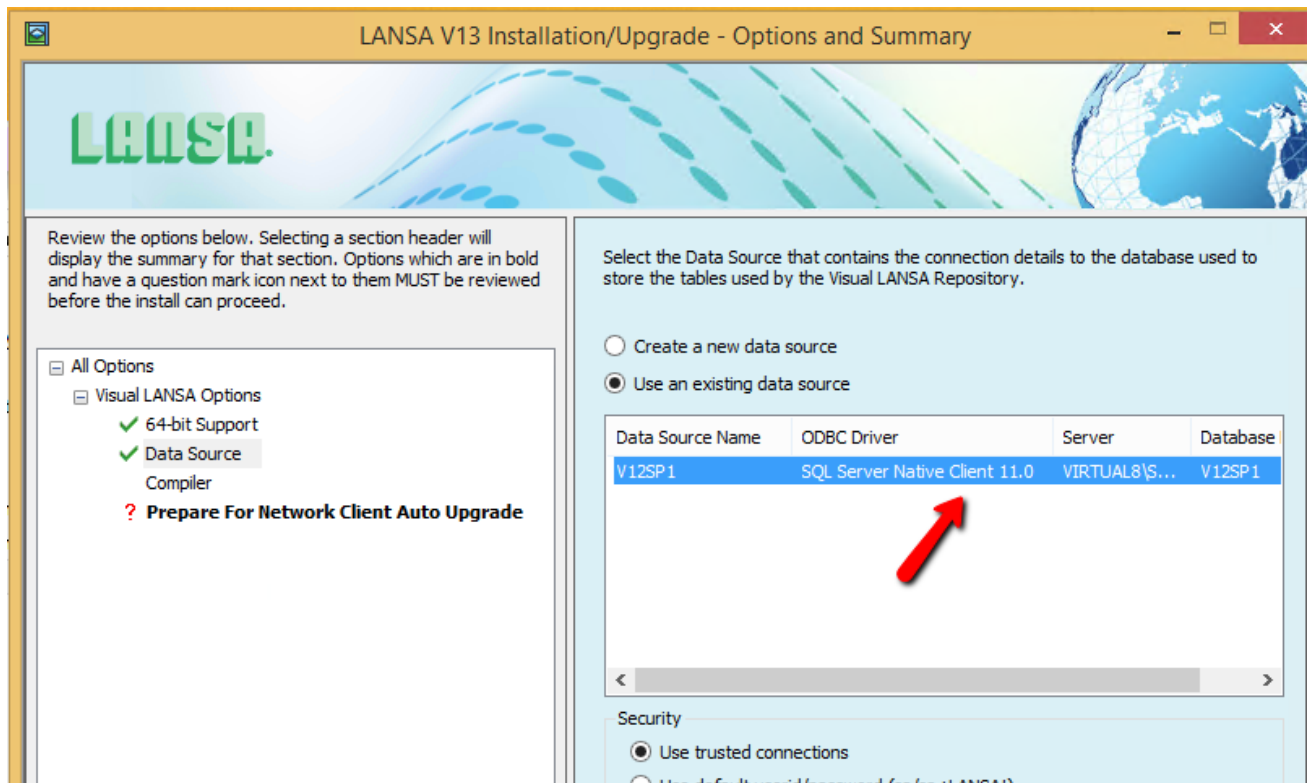 LANSA V13 Installation/Upgrade - Options and Summary
LANSA.
Review the options below. Selecting a section header will
display the summary for that section. Options which are in bold
and have a question mark icon next to them MUST be reviewed
before the install can proceed.
All Options
Visual LANSA Options
64-bit Support
Data Source
Compiler
? Prepare For Network Client Auto Upgrade
Select the Data Source that contains the connection details to the database used to
store the tables used by the Visual LANSA Repository.
Create a new data source
Use an existing data source
Data Source Name ODBC Driver Server Database
V12SP1 SQL Server Native Client 11.0 VIRTUAL8\S... V12SP1
Security
Use trusted connections